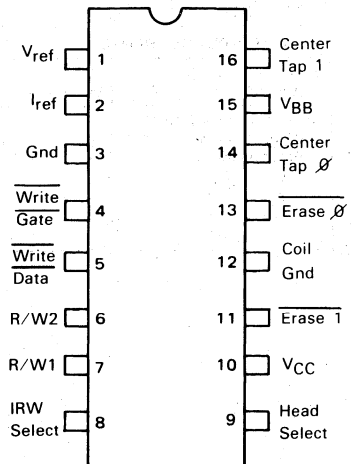 Vref 1
Iref 2
Gnd 3
Write
Gate 4
Write
Data 5
R/W2 6
R/W1 7
IRW
Select 8
Center
16 Tap 1
15 VBB
Center
14 Tap 0
13 Erase 0
Coil
12 Gnd
11 Erase 1
10 VCC
9 Head
Select